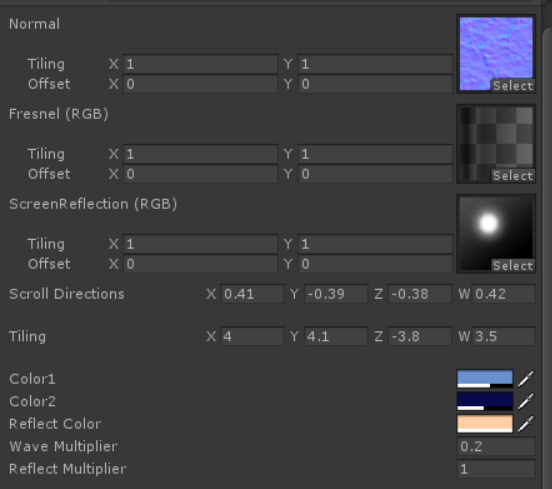 Normal
Tiling X 1 Y 1
Offset X 0 Y 0
Select
Fresnel (RGB)
Tiling X 1 Y 1
Offset X 0 Y 0
Select
ScreenReflection (RGB)
Tiling X 1 Y 1
Offset X 0 Y 0
Select
Scroll Directions X 0.41 Y -0.39 Z -0.38 W 0.42
Tiling X 4 Y 4.1 Z -3.8 W 3.5
Color1
Color2
Reflect Color
Wave Multiplier 0.2
Reflect Multiplier 1